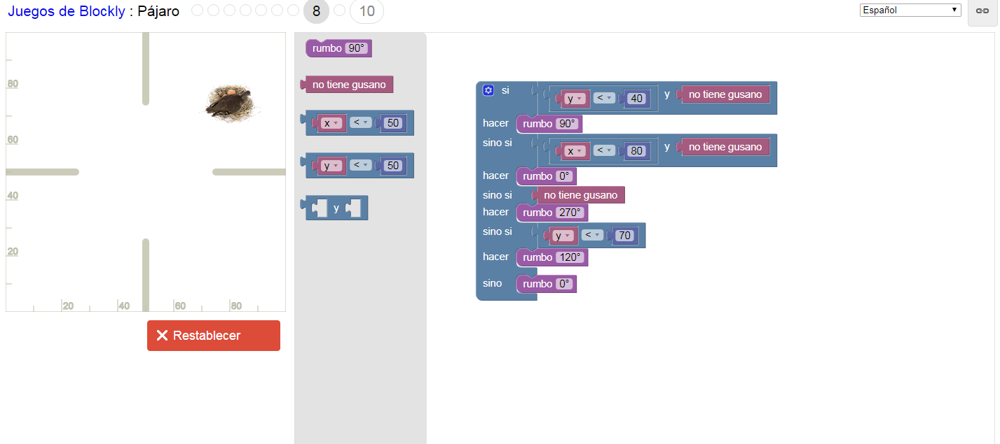 Juegos de Blockly : Pájaro 8 10 Español
80
60
40
20
20 40 60 80
Restablecer
rumbo 90°
no tiene gusano
x < 50
y < 50
y
si y < 40 y no tiene gusano
hacer rumbo 90°
sino si x < 80 y no tiene gusano
hacer rumbo 0°
sino si no tiene gusano
hacer rumbo 270°
sino si y < 70
hacer rumbo 120°
sino rumbo 0°